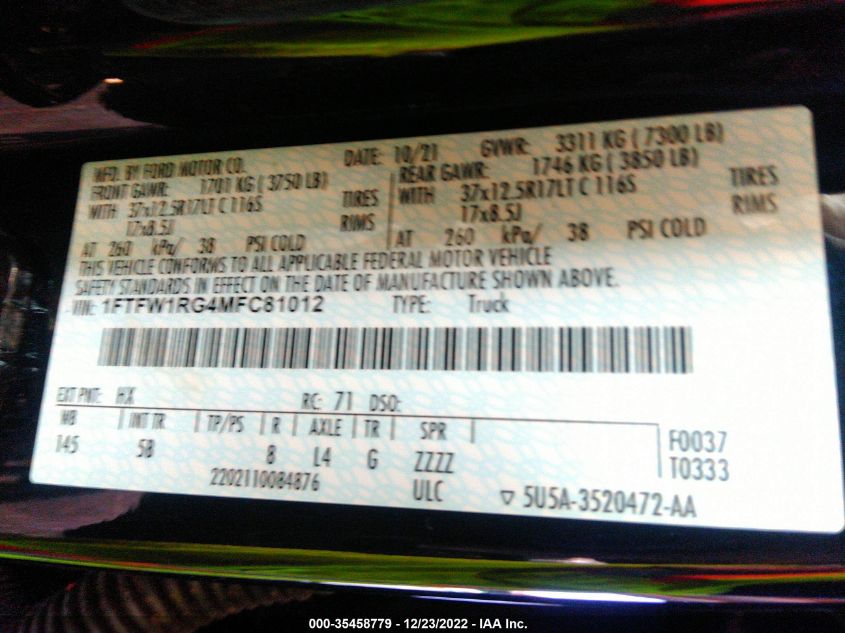 MFD. BY FORD MOTOR CO. DATE: 10/21 GVWR: 3311 KG ( 7300 LB)
FRONT GAWR: 1701 KG ( 3750 LB) REAR GAWR: 1746 KG ( 3850 LB)
WITH 37x12.5R17LT C 116S TIRES WITH 37x12.5R17LT C 116S TIRES
17x8.5J RIMS 17x8.5J RIMS
AT 260 kPa/ 38 PSI COLD AT 260 kPa/ 38 PSI COLD
THIS VEHICLE CONFORMS TO ALL APPLICABLE FEDERAL MOTOR VEHICLE
SAFETY STANDARDS IN EFFECT ON THE DATE OF MANUFACTURE SHOWN ABOVE.
VIN: 1FTFW1RG4MFC81012 TYPE: Truck
EXT PNT: HX RC: 71 DSO:
WB INT TR TP/PS R AXLE TR SPR F0037
145 5B 8 L4 G ZZZZ T0333
2202110084876 ULC ▽ 5U5A-3520472-AA
000-35458779 - 12/23/2022 - IAA Inc.